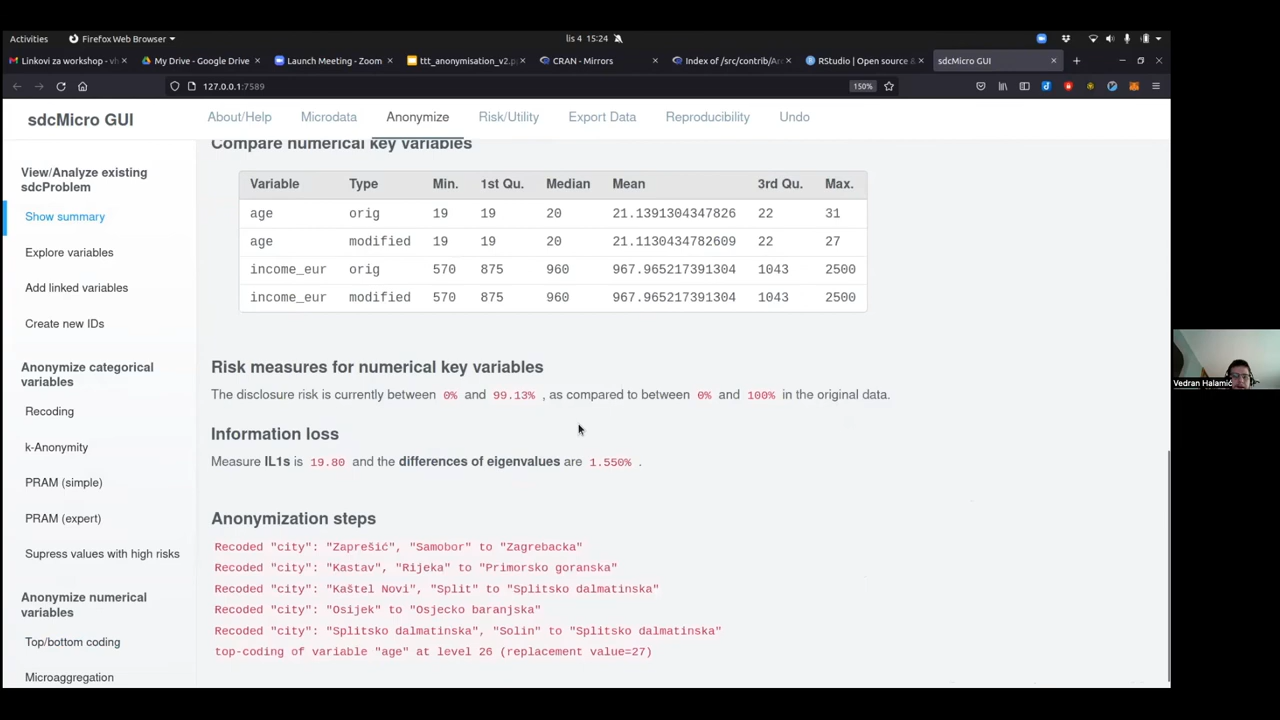 Activities Firefox Web Browser lis 4 15:24
Linkovi za workshop - vh My Drive - Google Drive Launch Meeting - Zoom ttt_anonymisation_v2.p CRAN - Mirrors Index of /src/contrib/Ar RStudio | Open source & sdcMicro GUI
127.0.0.1:7589 150%
sdcMicro GUI About/Help Microdata Anonymize Risk/Utility Export Data Reproducibility Undo
View/Analyze existing sdcProblem
Show summary
Explore variables
Add linked variables
Create new IDs
Anonymize categorical variables
Recoding
k-Anonymity
PRAM (simple)
PRAM (expert)
Supress values with high risks
Anonymize numerical variables
Top/bottom coding
Microaggregation
Compare numerical key variables
Variable Type Min. 1st Qu. Median Mean 3rd Qu. Max.
age orig 19 19 20 21.1391304347826 22 31
age modified 19 19 20 21.1130434782609 22 27
income_eur orig 570 875 960 967.965217391304 1043 2500
income_eur modified 570 875 960 967.965217391304 1043 2500
Risk measures for numerical key variables
The disclosure risk is currently between 0% and 99.13% , as compared to between 0% and 100% in the original data.
Information loss
Measure IL1s is 19.80 and the differences of eigenvalues are 1.550% .
Anonymization steps
Recoded "city": "Zaprešić", "Samobor" to "Zagrebacka"
Recoded "city": "Kastav", "Rijeka" to "Primorsko goranska"
Recoded "city": "Kaštel Novi", "Split" to "Splitsko dalmatinska"
Recoded "city": "Osijek" to "Osjecko baranjska"
Recoded "city": "Splitsko dalmatinska", "Solin" to "Splitsko dalmatinska"
top-coding of variable "age" at level 26 (replacement value=27)
Vedran Halamić